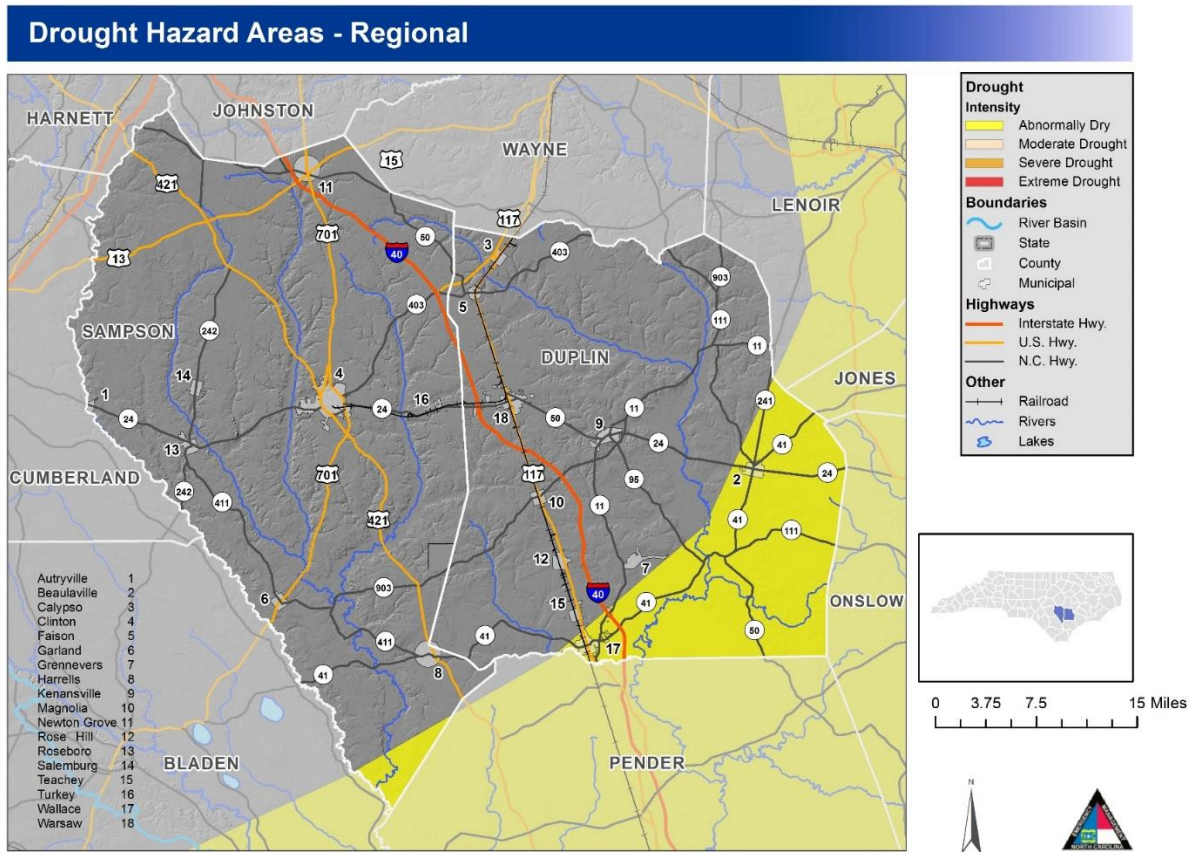 Drought Hazard Areas - Regional
HARNETT
JOHNSTON
WAYNE
LENOIR
SAMPSON
DUPLIN
JONES
CUMBERLAND
ONSLOW
BLADEN
PENDER
15
421
11
117
701
50
3
403
13
40
903
403
5
111
242
11
4
14
1
24
16
24
241
18
50
11
9
24
41
13
2
24
701
117
95
242
411
10
11
421
41
111
12
7
903
40
6
15
41
50
411
41
17
41
8
Autryville 1
Beaulaville 2
Calypso 3
Clinton 4
Faison 5
Garland 6
Grennevers 7
Harrells 8
Kenansville 9
Magnolia 10
Newton Grove 11
Rose Hill 12
Roseboro 13
Salemburg 14
Teachey 15
Turkey 16
Wallace 17
Warsaw 18
Drought
Intensity
Abnormally Dry
Moderate Drought
Severe Drought
Extreme Drought
Boundaries
River Basin
State
County
Municipal
Highways
Interstate Hwy.
U.S. Hwy.
N.C. Hwy.
Other
Railroad
Rivers
Lakes
0 3.75 7.5 15 Miles
N
EMERGENCY
MANAGEMENT
NORTH CAROLINA